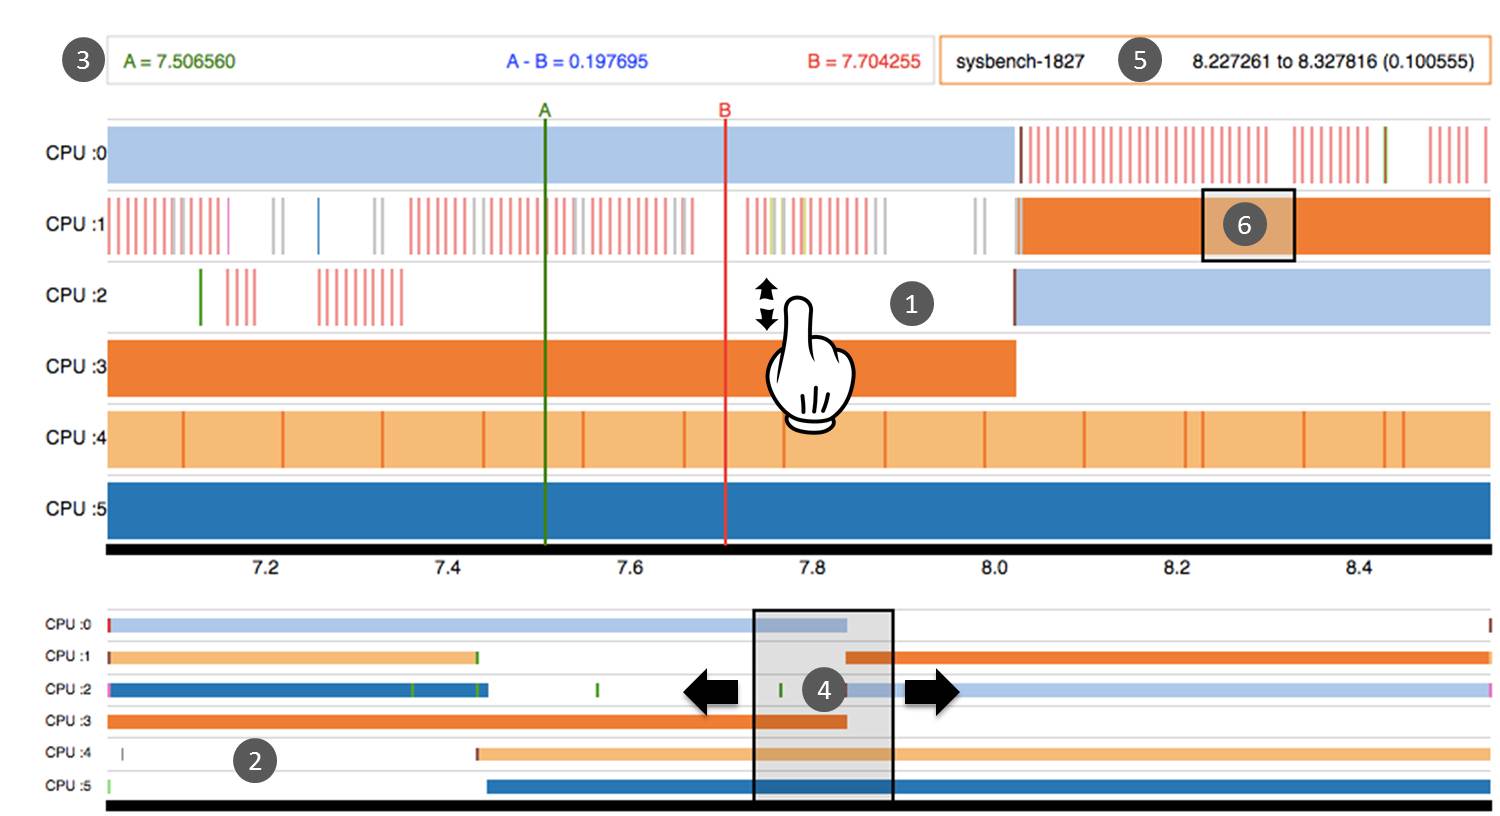 3 A = 7.506560 A - B = 0.197695 B = 7.704255 sysbench-1827 5 8.227261 to 8.327816 (0.100555)
A B
CPU :0
CPU :1 6
CPU :2 1
CPU :3
CPU :4
CPU :5
7.2 7.4 7.6 7.8 8.0 8.2 8.4
CPU :0
CPU :1
CPU :2 4
CPU :3
CPU :4 2
CPU :5